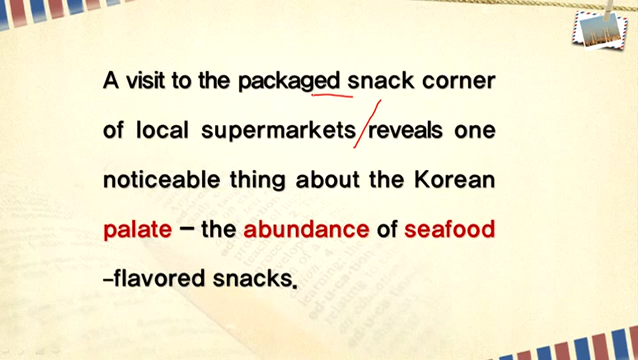 A visit to the packaged snack corner
of local supermarkets reveals one
noticeable thing about the Korean
palate – the abundance of seafood
–flavored snacks.